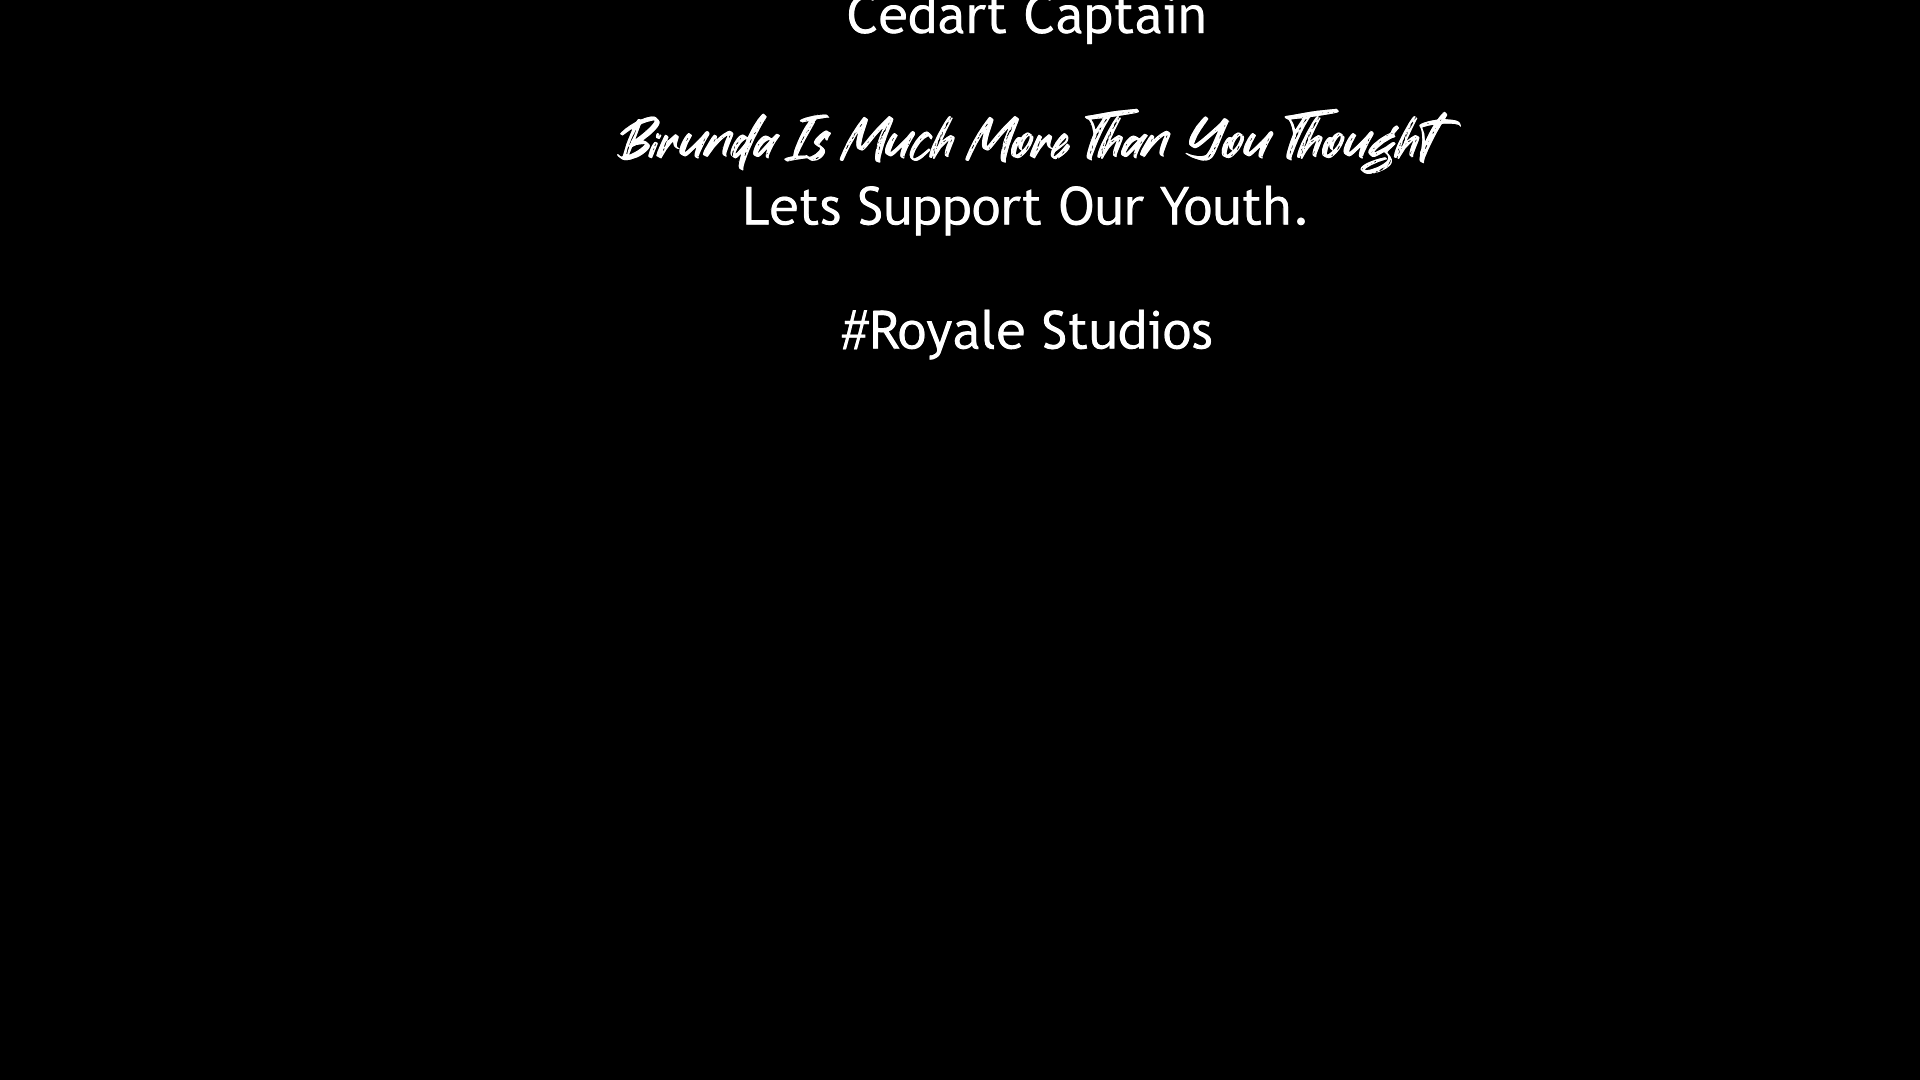 Cedart Captain
Birunda Is Much More Than You Thought
Lets Support Our Youth.
#Royale Studios